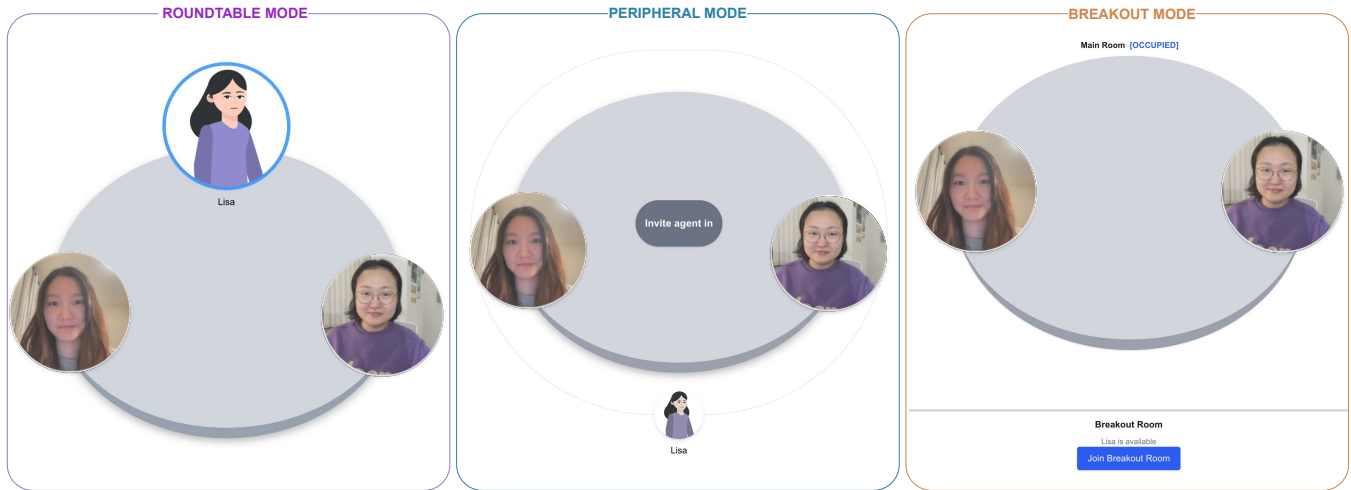 ROUNDTABLE MODE
Lisa
PERIPHERAL MODE
Invite agent in
Lisa
BREAKOUT MODE
Main Room [OCCUPIED]
Breakout Room
Lisa is available
Join Breakout Room